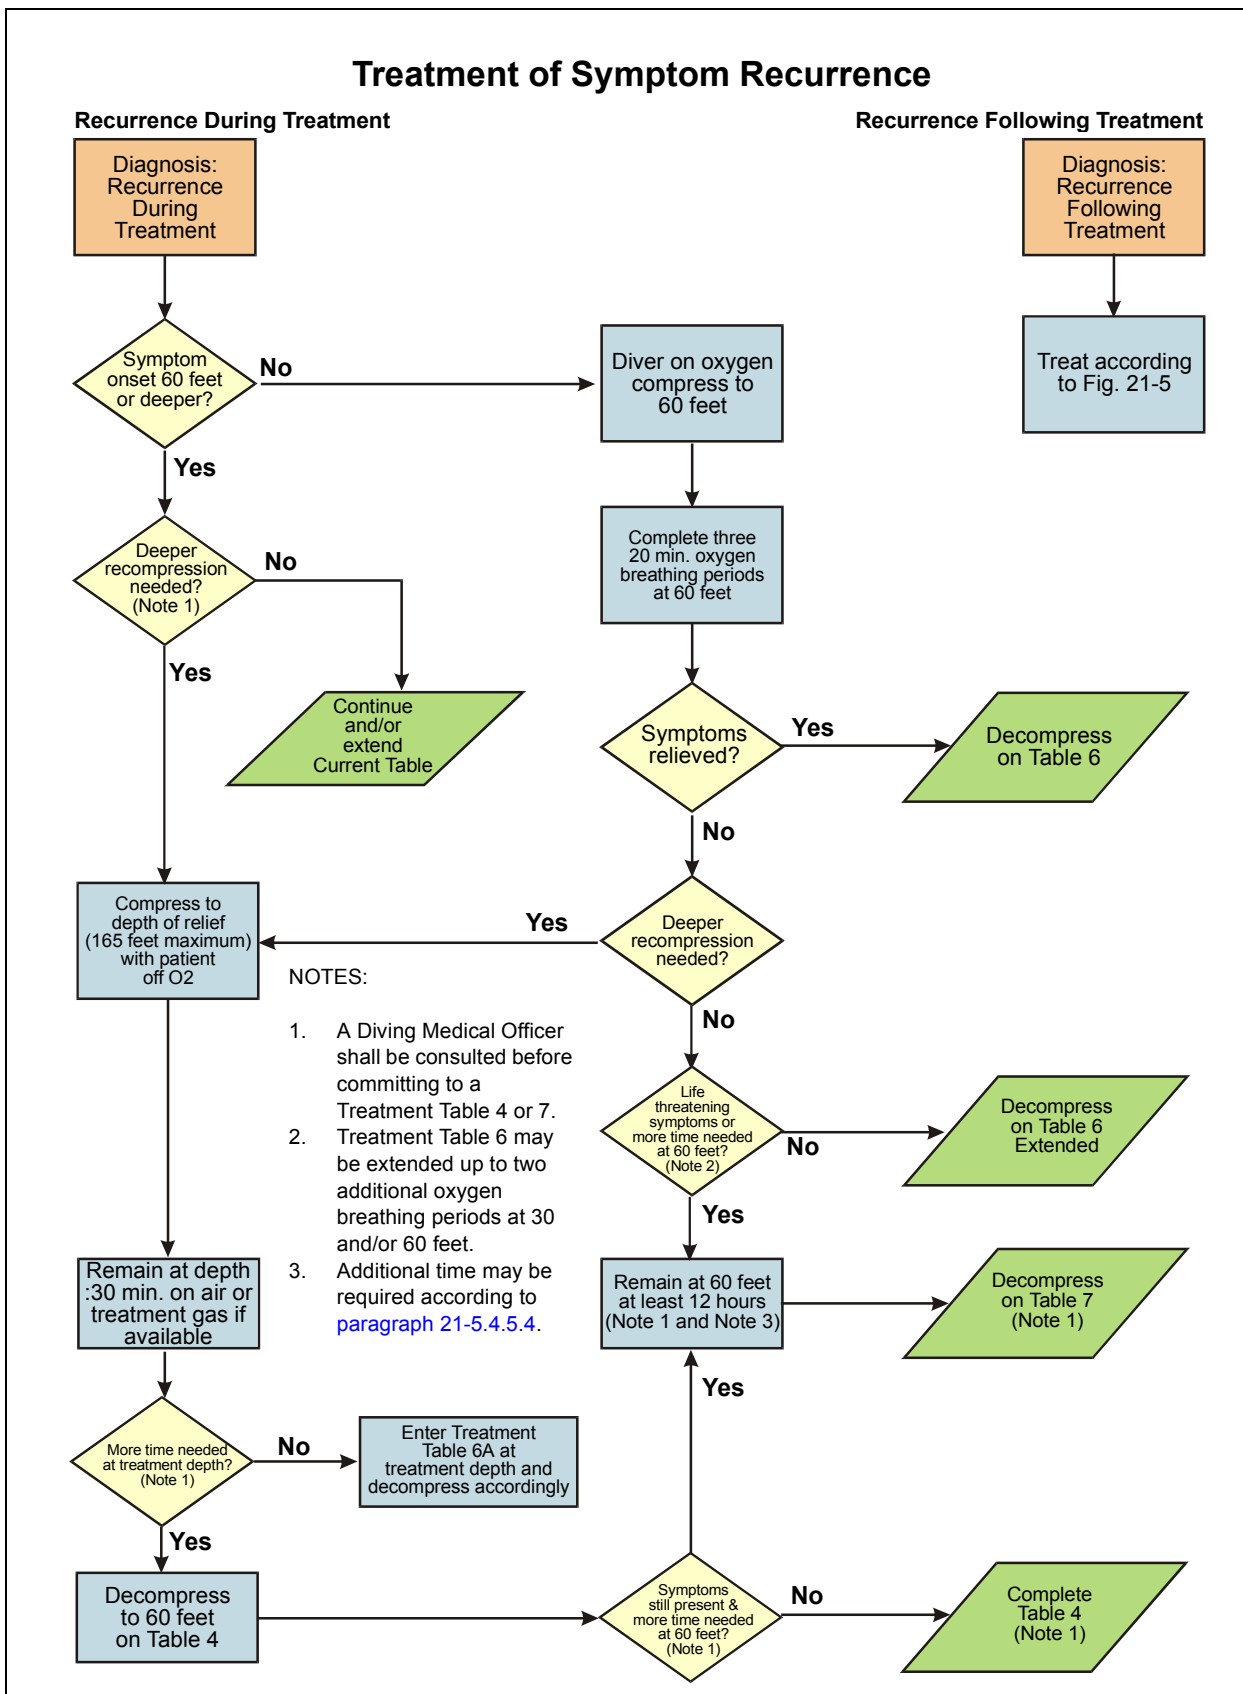 Treatment of Symptom Recurrence
Recurrence During Treatment
Recurrence Following Treatment
Diagnosis:
Recurrence
During
Treatment
Diagnosis:
Recurrence
Following
Treatment
Symptom
onset 60 feet
or deeper?
No
Diver on oxygen
compress to
60 feet
Treat according
to Fig. 21-5
Yes
Deeper
recompression
needed?
(Note 1)
No
Complete three
20 min. oxygen
breathing periods
at 60 feet
Yes
Continue
and/or
extend
Current Table
Symptoms
relieved?
Yes
Decompress
on Table 6
No
Compress to
depth of relief
(165 feet maximum)
with patient
off O2
Yes
Deeper
recompression
needed?
No
NOTES:
1. A Diving Medical Officer
shall be consulted before
committing to a
Treatment Table 4 or 7.
2. Treatment Table 6 may
be extended up to two
additional oxygen
breathing periods at 30
and/or 60 feet.
3. Additional time may be
required according to
paragraph 21-5.4.5.4.
Life
threatening
symptoms or
more time needed
at 60 feet?
(Note 2)
No
Decompress
on Table 6
Extended
Yes
Remain at depth
:30 min. on air or
treatment gas if
available
Remain at 60 feet
at least 12 hours
(Note 1 and Note 3)
Decompress
on Table 7
(Note 1)
Yes
More time needed
at treatment depth?
(Note 1)
No
Enter Treatment
Table 6A at
treatment depth and
decompress accordingly
Yes
Decompress
to 60 feet
on Table 4
Symptoms
still present &
more time needed
at 60 feet?
(Note 1)
No
Complete
Table 4
(Note 1)